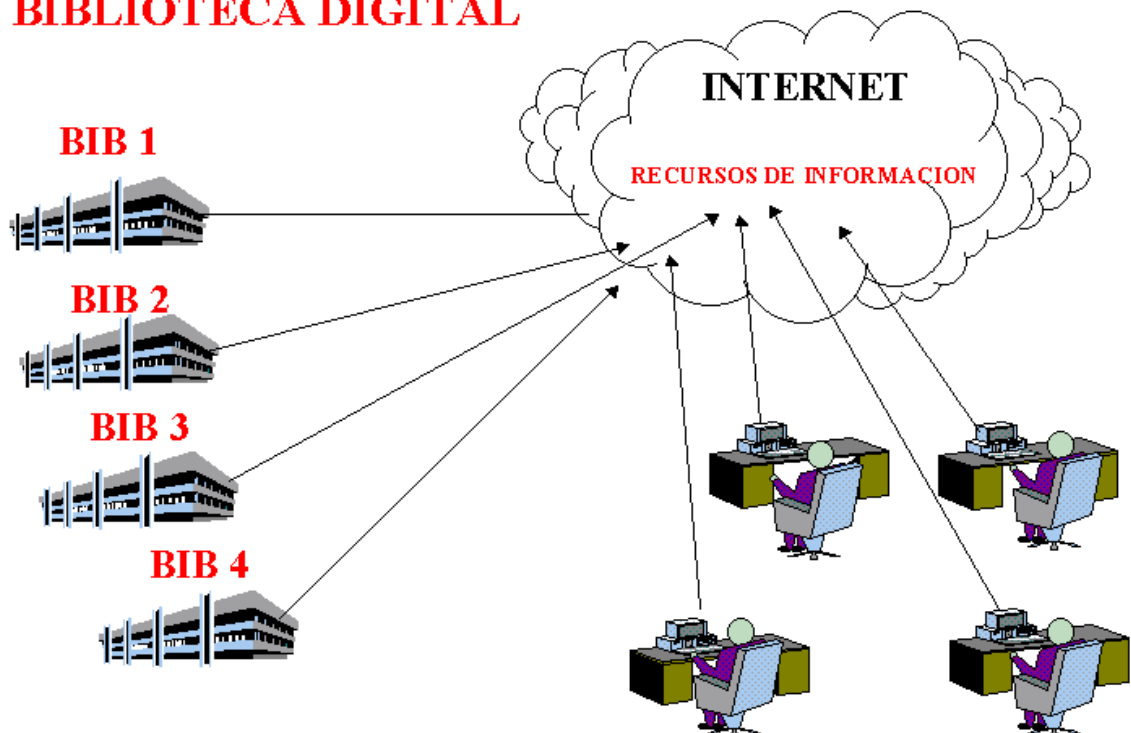 BIBLIOTECA DIGITAL
INTERNET
RECURSOS DE INFORMACION
BIB 1
BIB 2
BIB 3
BIB 4